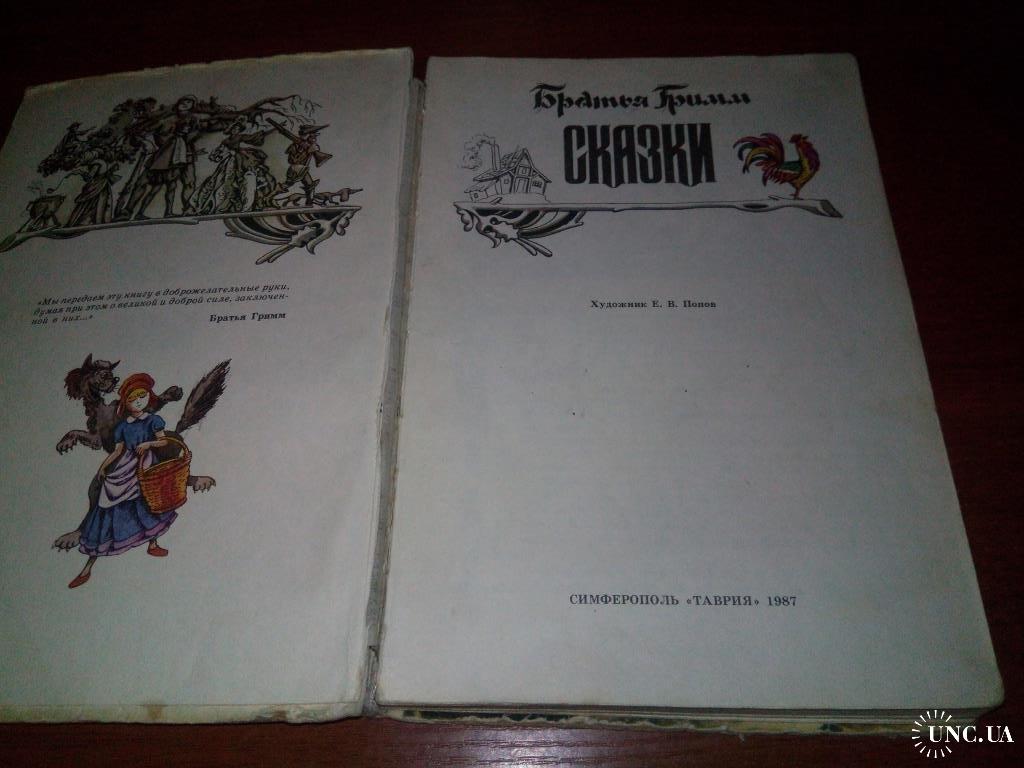 «Мы передаем эту книгу в доброжелательные руки,
думая при этом о великой и доброй силе, заключен-
ной в них...»
Братья Гримм
Братья Гримм
СКАЗКИ
Художник Е. В. Попов
СИМФЕРОПОЛЬ «ТАВРИЯ» 1987
UNC.UA